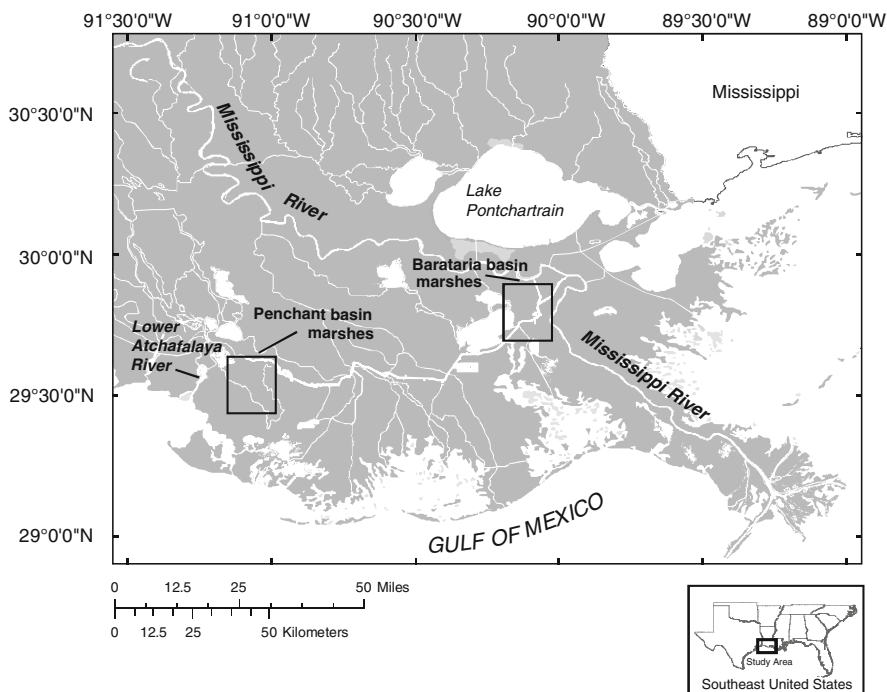 91°30'0"W 91°0'0"W 90°30'0"W 90°0'0"W 89°30'0"W 89°0'0"W
30°30'0"N
30°0'0"N
29°30'0"N
29°0'0"N
Mississippi
Mississippi
River
Lake
Pontchartrain
Barataria basin
marshes
Penchant basin
marshes
Lower
Atchafalaya
River
Mississippi River
GULF OF MEXICO
0 12.5 25 50 Miles
0 12.5 25 50 Kilometers
Study Area
Southeast United States